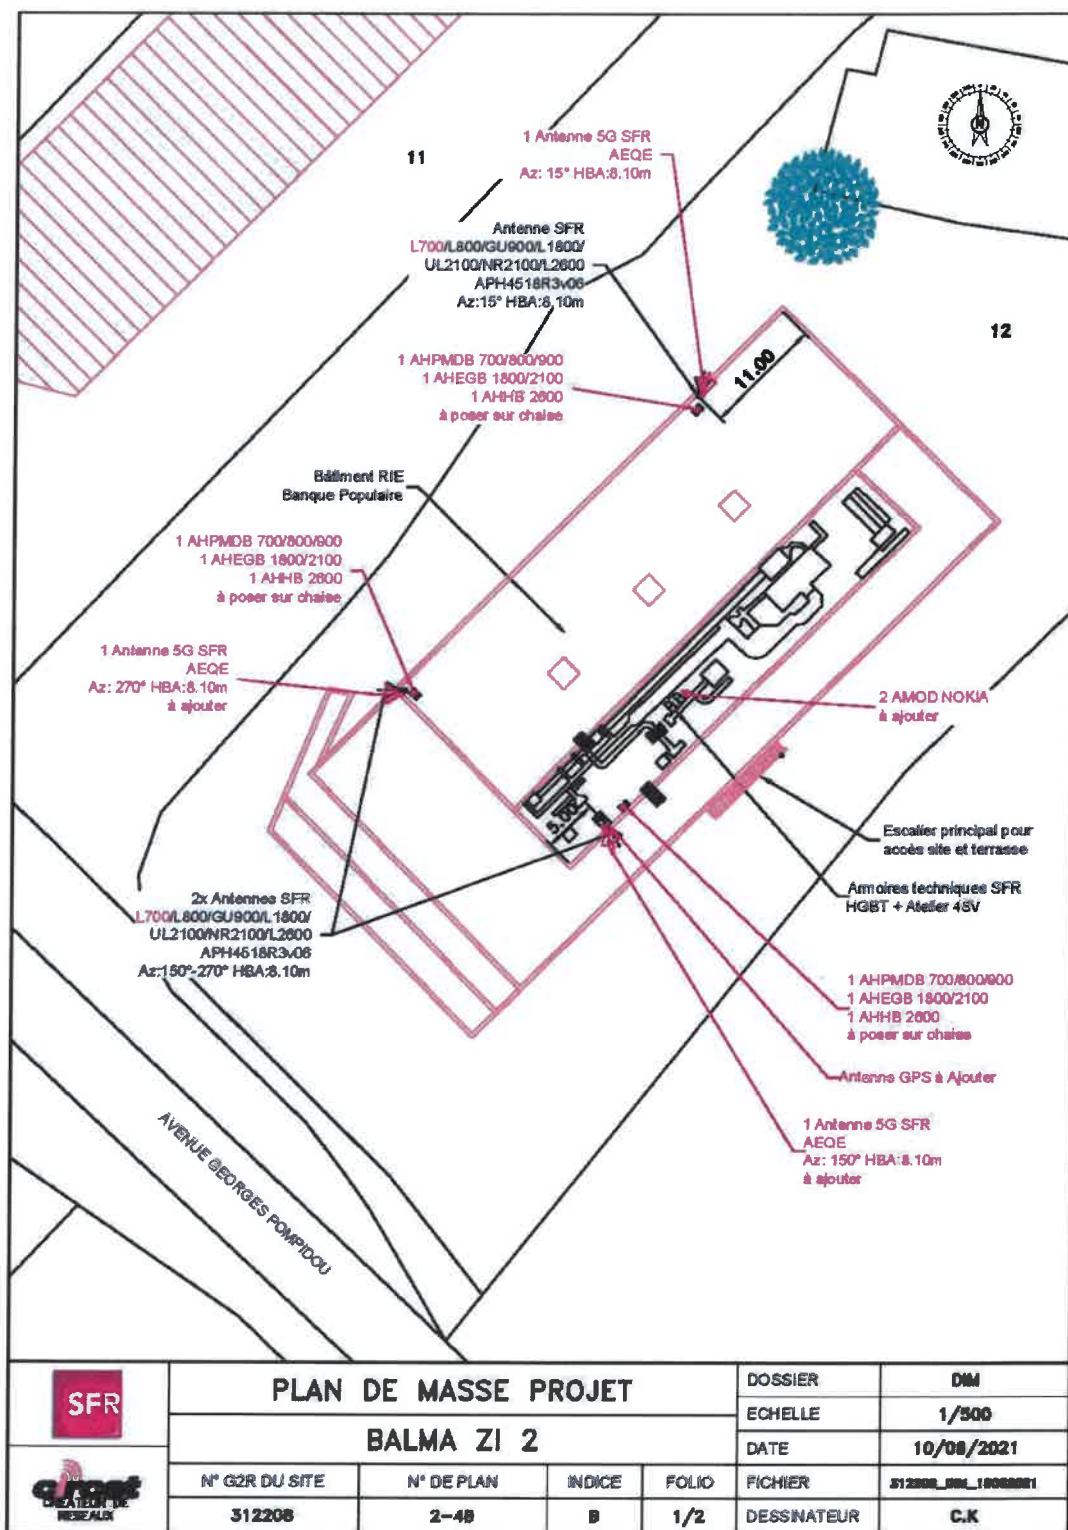 11
1 Antenne 5G SFR
AEQE
Az: 15° HBA:8.10m
Antenne SFR
L700/L800/GU900/L1800/
UL2100/NR2100/L2600
APH4518R3v06
Az:15° HBA:8.10m
12
11.00
1 AHPMDB 700/800/900
1 AHEGB 1800/2100
1 AHHB 2600
à poser sur chaise
Bâtiment RIE
Banque Populaire
1 AHPMDB 700/800/900
1 AHEGB 1800/2100
1 AHHB 2600
à poser sur chaise
1 Antenne 5G SFR
AEQE
Az: 270° HBA:8.10m
à ajouter
2 AMOD NOKIA
à ajouter
5.00
Escalier principal pour
accès site et terrasse
Armoires techniques SFR
HGBT + Atelier 48V
2x Antennes SFR
L700/L800/GU900/L1800/
UL2100/NR2100/L2600
APH4518R3v06
Az:150°-270° HBA:8.10m
1 AHPMDB 700/800/900
1 AHEGB 1800/2100
1 AHHB 2600
à poser sur chaise
Antenne GPS à Ajouter
1 Antenne 5G SFR
AEQE
Az: 150° HBA:8.10m
à ajouter
AVENUE GEORGES POMPIDOU
SFR
circet
CREATEUR DE
RESEAUX
PLAN DE MASSE PROJET
BALMA ZI 2
N° G2R DU SITE
N° DE PLAN
INDICE
FOLIO
312208
2-4B
B
1/2
DOSSIER
DIM
ECHELLE
1/500
DATE
10/08/2021
FICHIER
DESSINATEUR
C.K